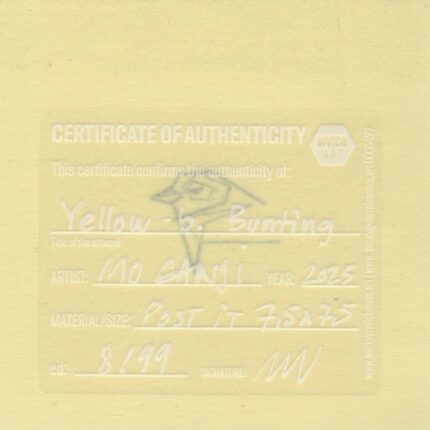 CERTIFICATE OF AUTHENTICITY
WVJCR
ART
This certificate confirms the authenticity of:
Yellow - b. Bunting
Title of the artwork
ARTIST: MO GANJI YEAR: 2025
MATERIAL/SIZE: POST IT 7,5x7,5
ed: 8/99 SIGNATURE: